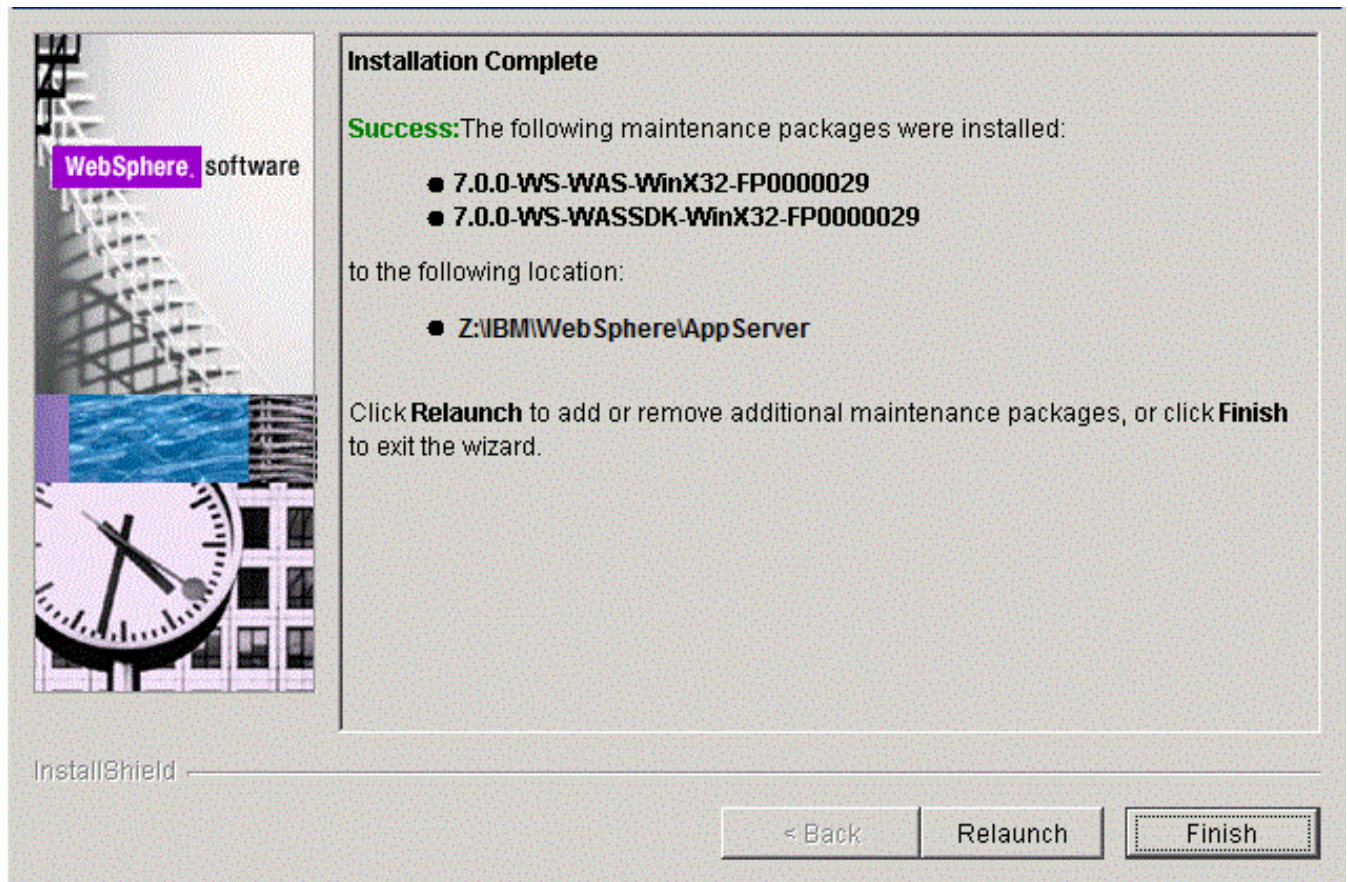 WebSphere. software
Installation Complete
Success:The following maintenance packages were installed:
● 7.0.0-WS-WAS-WinX32-FP0000029
● 7.0.0-WS-WASSDK-WinX32-FP0000029
to the following location:
● Z:\IBM\WebSphere\AppServer
Click Relaunch to add or remove additional maintenance packages, or click Finish
to exit the wizard.
InstallShield
< Back
Relaunch
Finish